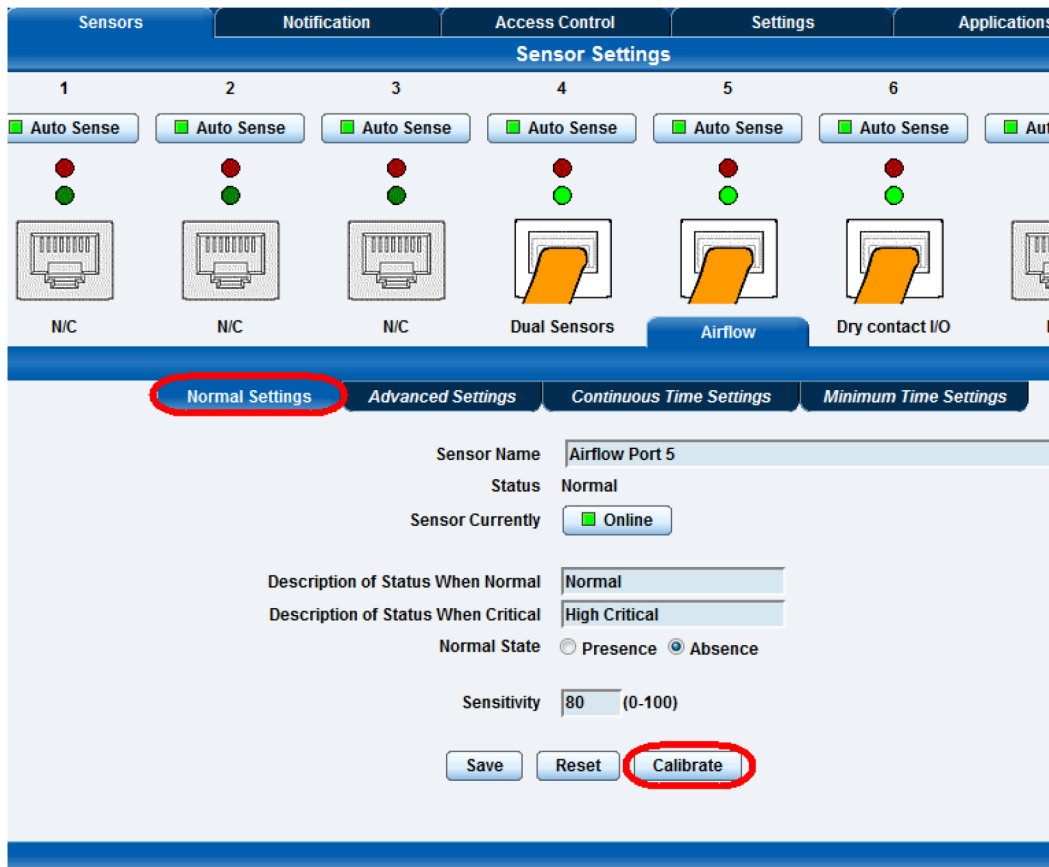 Sensors Notification Access Control Settings Applications
Sensor Settings
1 2 3 4 5 6
Auto Sense Auto Sense Auto Sense Auto Sense Auto Sense Auto Sense
N/C N/C N/C Dual Sensors Airflow Dry contact I/O
Normal Settings Advanced Settings Continuous Time Settings Minimum Time Settings
Sensor Name Airflow Port 5
Status Normal
Sensor Currently Online
Description of Status When Normal Normal
Description of Status When Critical High Critical
Normal State Presence Absence
Sensitivity 80 (0-100)
Save Reset Calibrate